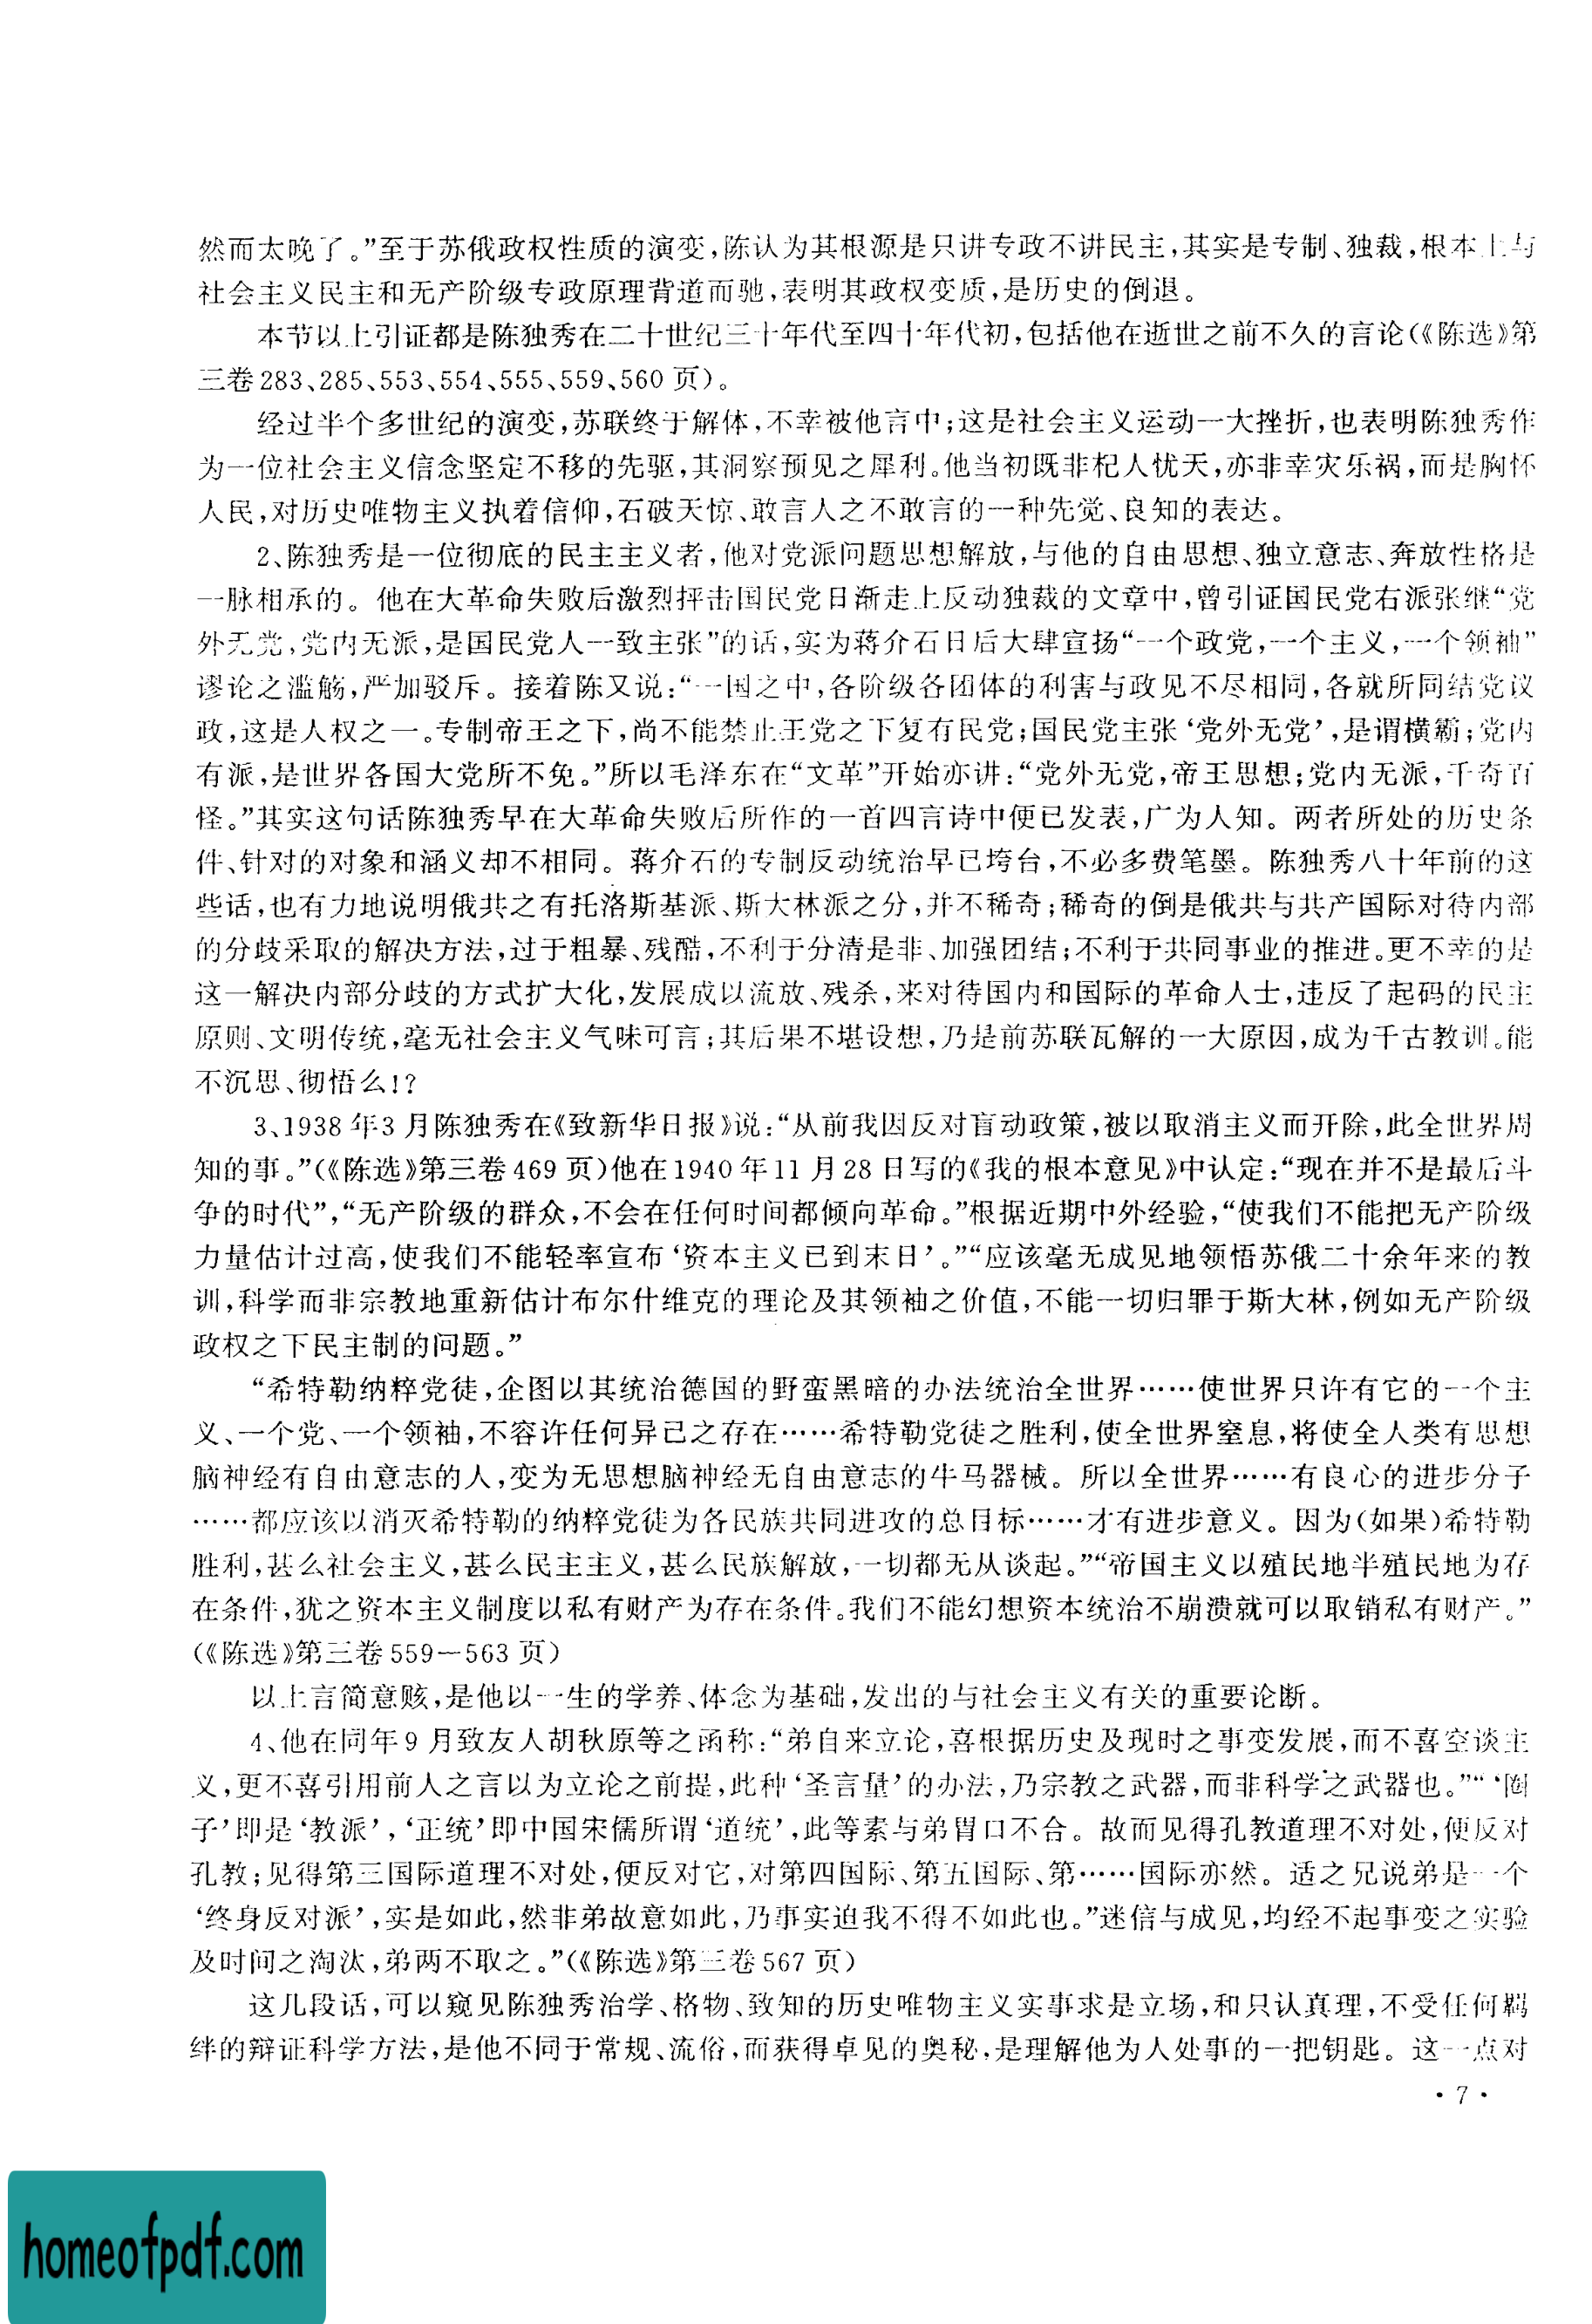 然而太晚了。”至于苏俄政权性质的演变,陈认为其根源是只讲专政不讲民主,其实是专制、独裁,根本上与
社会主义民主和无产阶级专政原理背道而驰,表明其政权变质,是历史的倒退。
本节以上引证都是陈独秀在二十世纪三十年代至四十年代初,包括他在逝世之前不久的言论(《陈选》第
三卷283、285、553、554、555、559、560页)。
经过半个多世纪的演变,苏联终于解体,不幸被他言中;这是社会主义运动一大挫折,也表明陈独秀作
为一位社会主义信念坚定不移的先驱,其洞察预见之犀利。他当初既非杞人忧天,亦非幸灾乐祸,而是胸怀
人民,对历史唯物主义执着信仰,石破天惊、敢言人之不敢言的一种先觉、良知的表达。
2、陈独秀是一位彻底的民主主义者,他对党派问题思想解放,与他的自由思想、独立意志、奔放性格是
一脉相承的。他在大革命失败后激烈抨击国民党日渐走上反动独裁的文章中,曾引证国民党右派张继“党
外无党,党内无派,是国民党人一致主张”的话,实为蒋介石日后大肆宣扬“一个政党,一个主义,一个领袖”
谬论之滥觞,严加驳斥。接着陈又说:“一国之中,各阶级各团体的利害与政见不尽相同,各就所同结党议
政,这是人权之一。专制帝王之下,尚不能禁止王党之下复有民党;国民党主张‘党外无党’,是谓横霸;党内
有派,是世界各国大党所不免。”所以毛泽东在“文革”开始亦讲:“党外无党,帝王思想;党内无派,千奇百
怪。”其实这句话陈独秀早在大革命失败后所作的一首四言诗中便已发表,广为人知。两者所处的历史条
件、针对的对象和涵义却不相同。蒋介石的专制反动统治早已垮台,不必多费笔墨。陈独秀八十年前的这
些话,也有力地说明俄共之有托洛斯基派、斯大林派之分,并不稀奇;稀奇的倒是俄共与共产国际对待内部
的分歧采取的解决方法,过于粗暴、残酷,不利于分清是非、加强团结;不利于共同事业的推进。更不幸的是
这一解决内部分歧的方式扩大化,发展成以流放、残杀,来对待国内和国际的革命人士,违反了起码的民主
原则、文明传统,毫无社会主义气味可言;其后果不堪设想,乃是前苏联瓦解的一大原因,成为千古教训。能
不沉思、彻悟么!?
3、1938年3月陈独秀在《致新华日报》说:“从前我因反对盲动政策,被以取消主义而开除,此全世界周
知的事。”(《陈选》第三卷469页)他在1940年11月28日写的《我的根本意见》中认定:“现在并不是最后斗
争的时代”,“无产阶级的群众,不会在任何时间都倾向革命。”根据近期中外经验,“使我们不能把无产阶级
力量估计过高,使我们不能轻率宣布‘资本主义已到末日’。”“应该毫无成见地领悟苏俄二十余年来的教
训,科学而非宗教地重新估计布尔什维克的理论及其领袖之价值,不能一切归罪于斯大林,例如无产阶级
政权之下民主制的问题。”
“希特勒纳粹党徒,企图以其统治德国的野蛮黑暗的办法统治全世界……使世界只许有它的一个主
义、一个党、一个领袖,不容许任何异己之存在……希特勒党徒之胜利,使全世界窒息,将使全人类有思想
脑神经有自由意志的人,变为无思想脑神经无自由意志的牛马器械。所以全世界……有良心的进步分子
……都应该以消灭希特勒的纳粹党徒为各民族共同进攻的总目标……才有进步意义。因为(如果)希特勒
胜利,甚么社会主义,甚么民主主义,甚么民族解放,一切都无从谈起。”“帝国主义以殖民地半殖民地为存
在条件,犹之资本主义制度以私有财产为存在条件。我们不能幻想资本统治不崩溃就可以取销私有财产。”
(《陈选》第三卷559—563页)
以上言简意赅,是他以一生的学养、体念为基础,发出的与社会主义有关的重要论断。
4、他在同年9月致友人胡秋原等之函称:“弟自来立论,喜根据历史及现时之事变发展,而不喜空谈主
义,更不喜引用前人之言以为立论之前提,此种‘圣言量’的办法,乃宗教之武器,而非科学之武器也。”“‘圈
子’即是‘教派’,‘正统’即中国宋儒所谓‘道统’,此等素与弟胃口不合。故而见得孔教道理不对处,便反对
孔教;见得第三国际道理不对处,便反对它,对第四国际、第五国际、第……国际亦然。适之兄说弟是一个
‘终身反对派’,实是如此,然非弟故意如此,乃事实迫我不得不如此也。”迷信与成见,均经不起事变之实验
及时间之淘汰,弟两不取之。”(《陈选》第三卷567页)
这几段话,可以窥见陈独秀治学、格物、致知的历史唯物主义实事求是立场,和只认真理,不受任何羁
绊的辩证科学方法,是他不同于常规、流俗,而获得卓见的奥秘,是理解他为人处事的一把钥匙。这一点对
·7·
homeofpdf.com